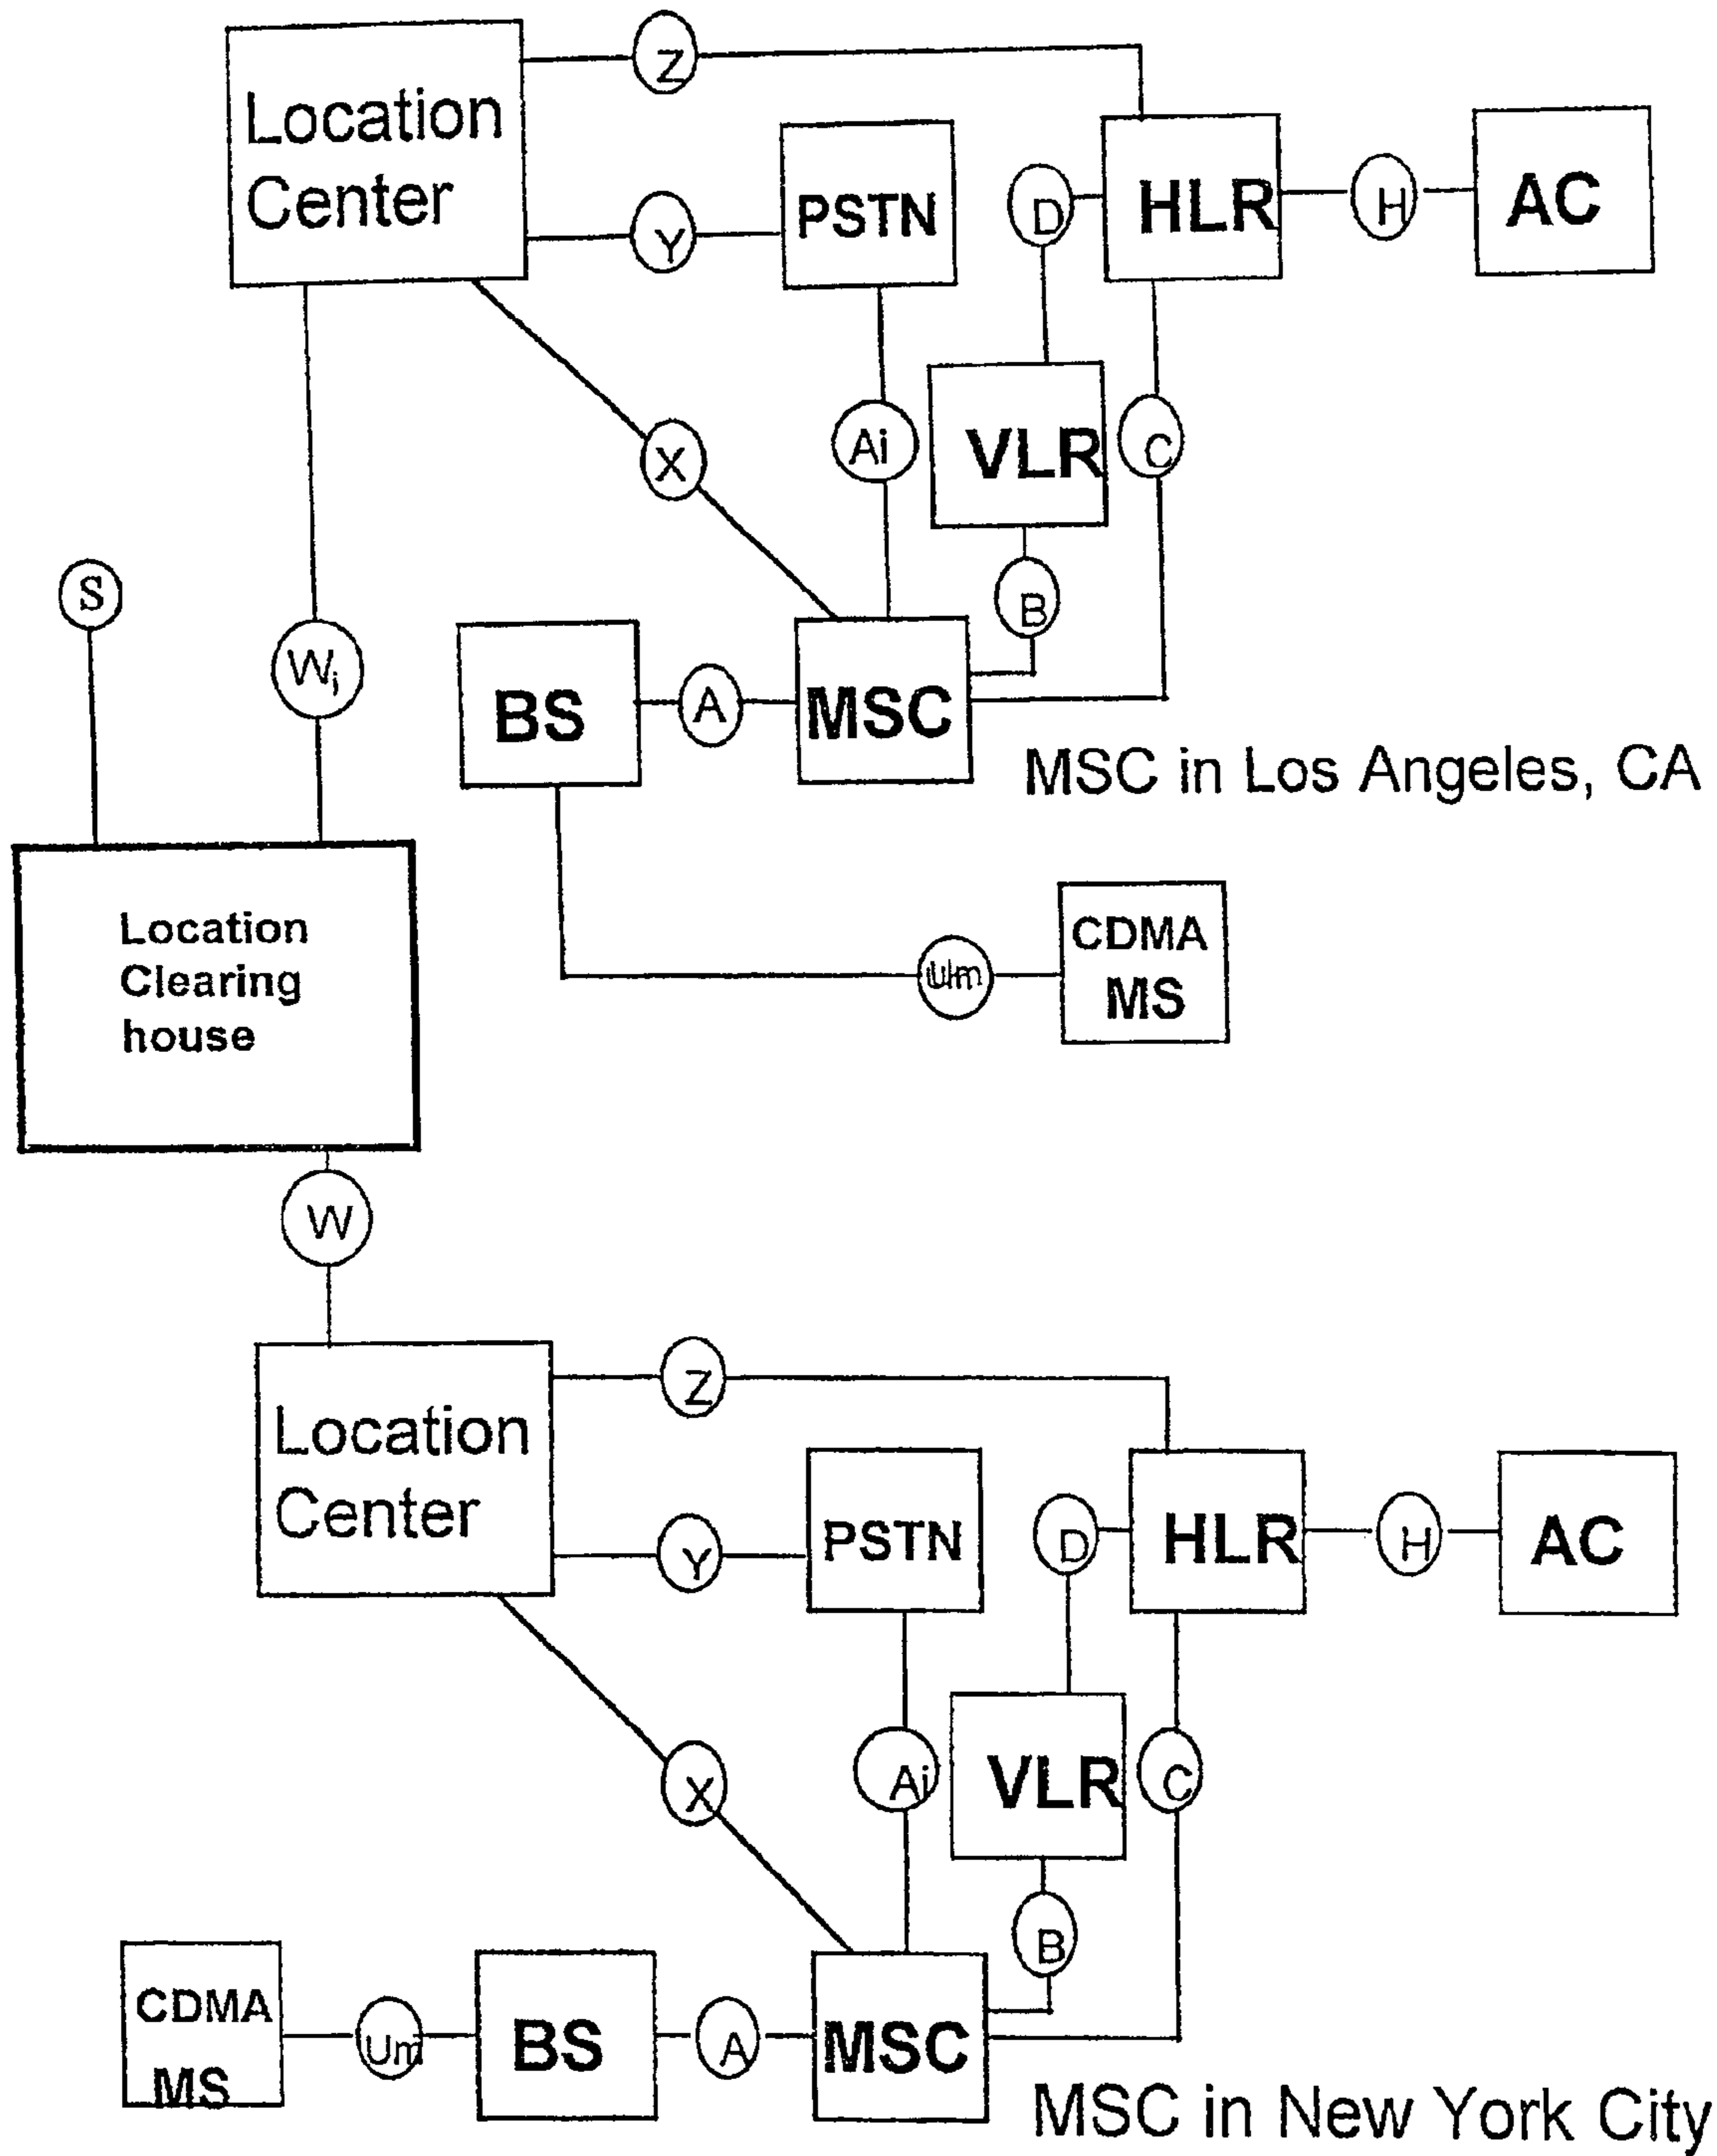 Z
Location
Center
PSTN
D
HLR
H
AC
Y
VLR
C
Ai
X
S
B
Wj
BS
A
MSC
MSC in Los Angeles, CA
CDMA
MS
Um
Location
Clearing
house
W
Z
Location
Center
PSTN
D
HLR
H
AC
Y
VLR
C
Ai
X
B
CDMA
MS
Um
BS
A
MSC
MSC in New York City